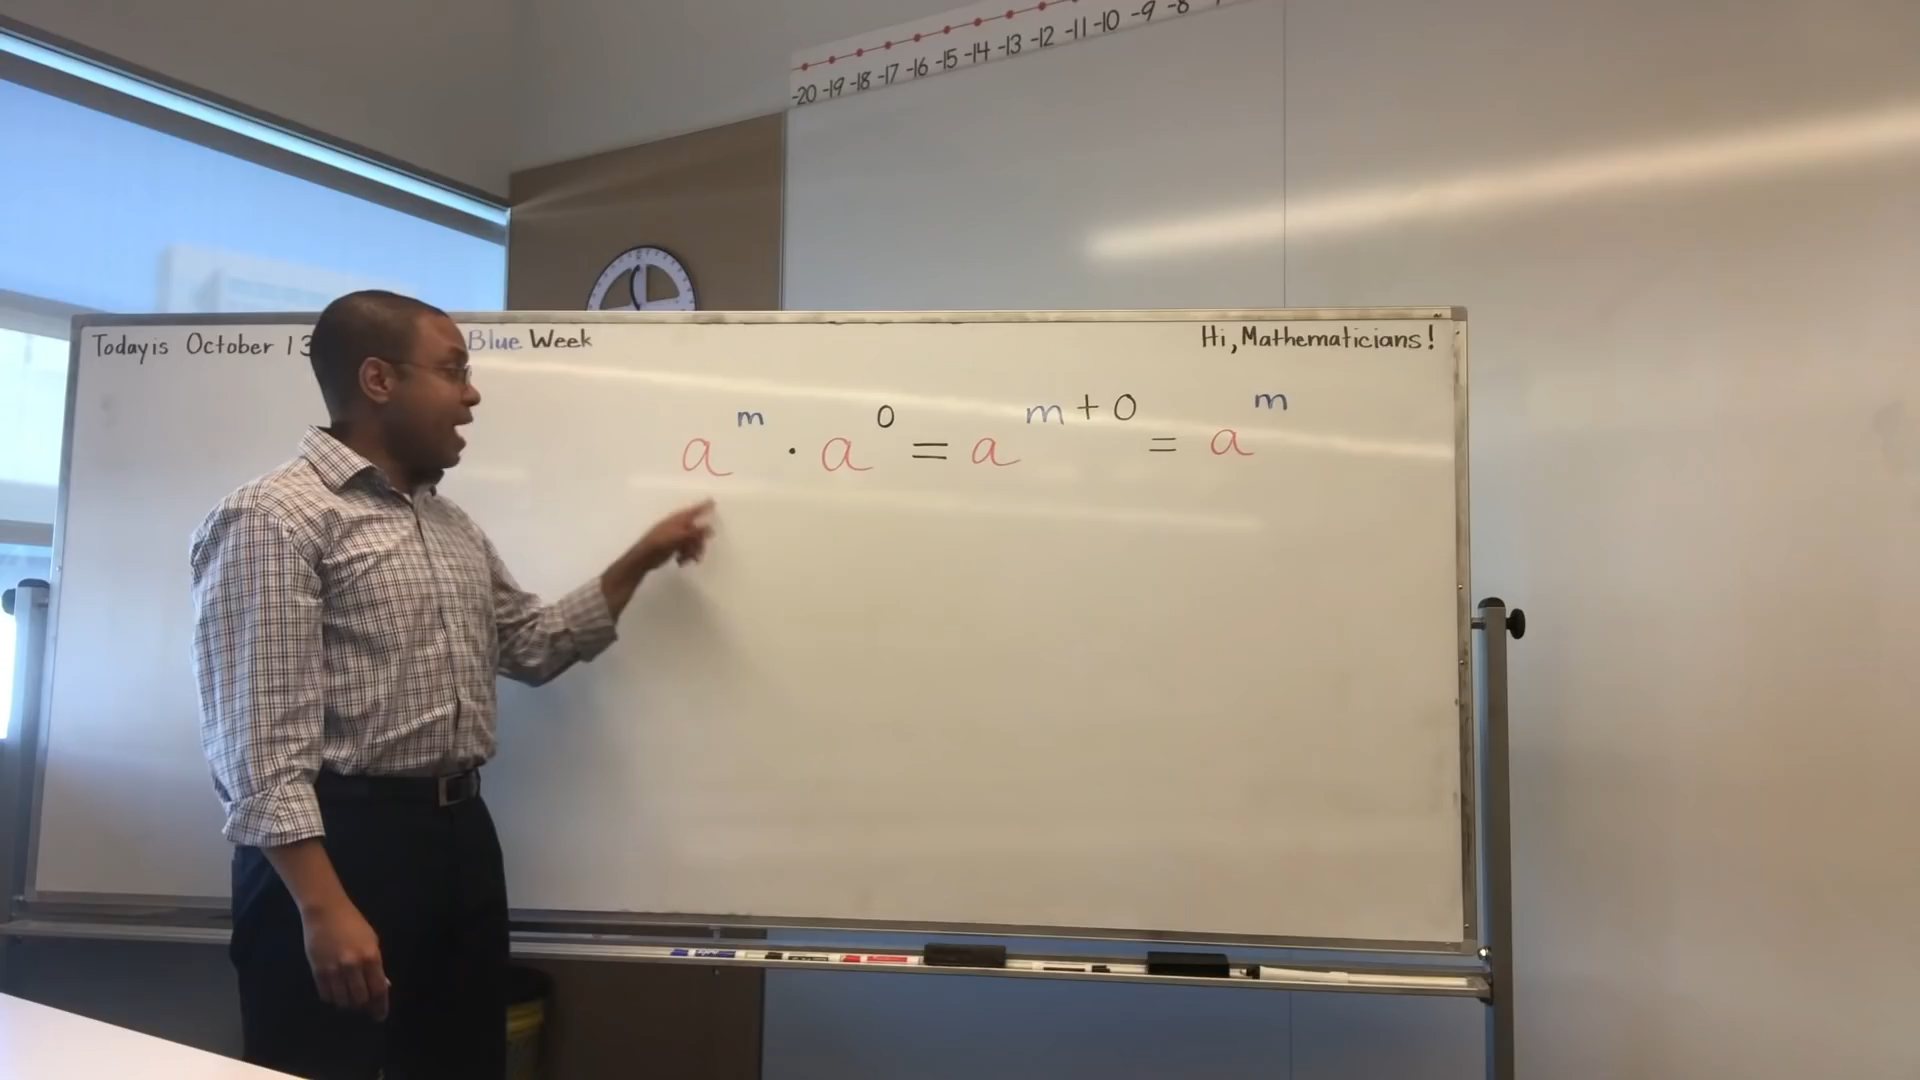 -20 -19 -18 -17 -16 -15 -14 -13 -12 -11 -10 -9 -8
Today is October 13 Blue Week Hi, Mathematicians!
a^m · a^0 = a^(m+0) = a^m